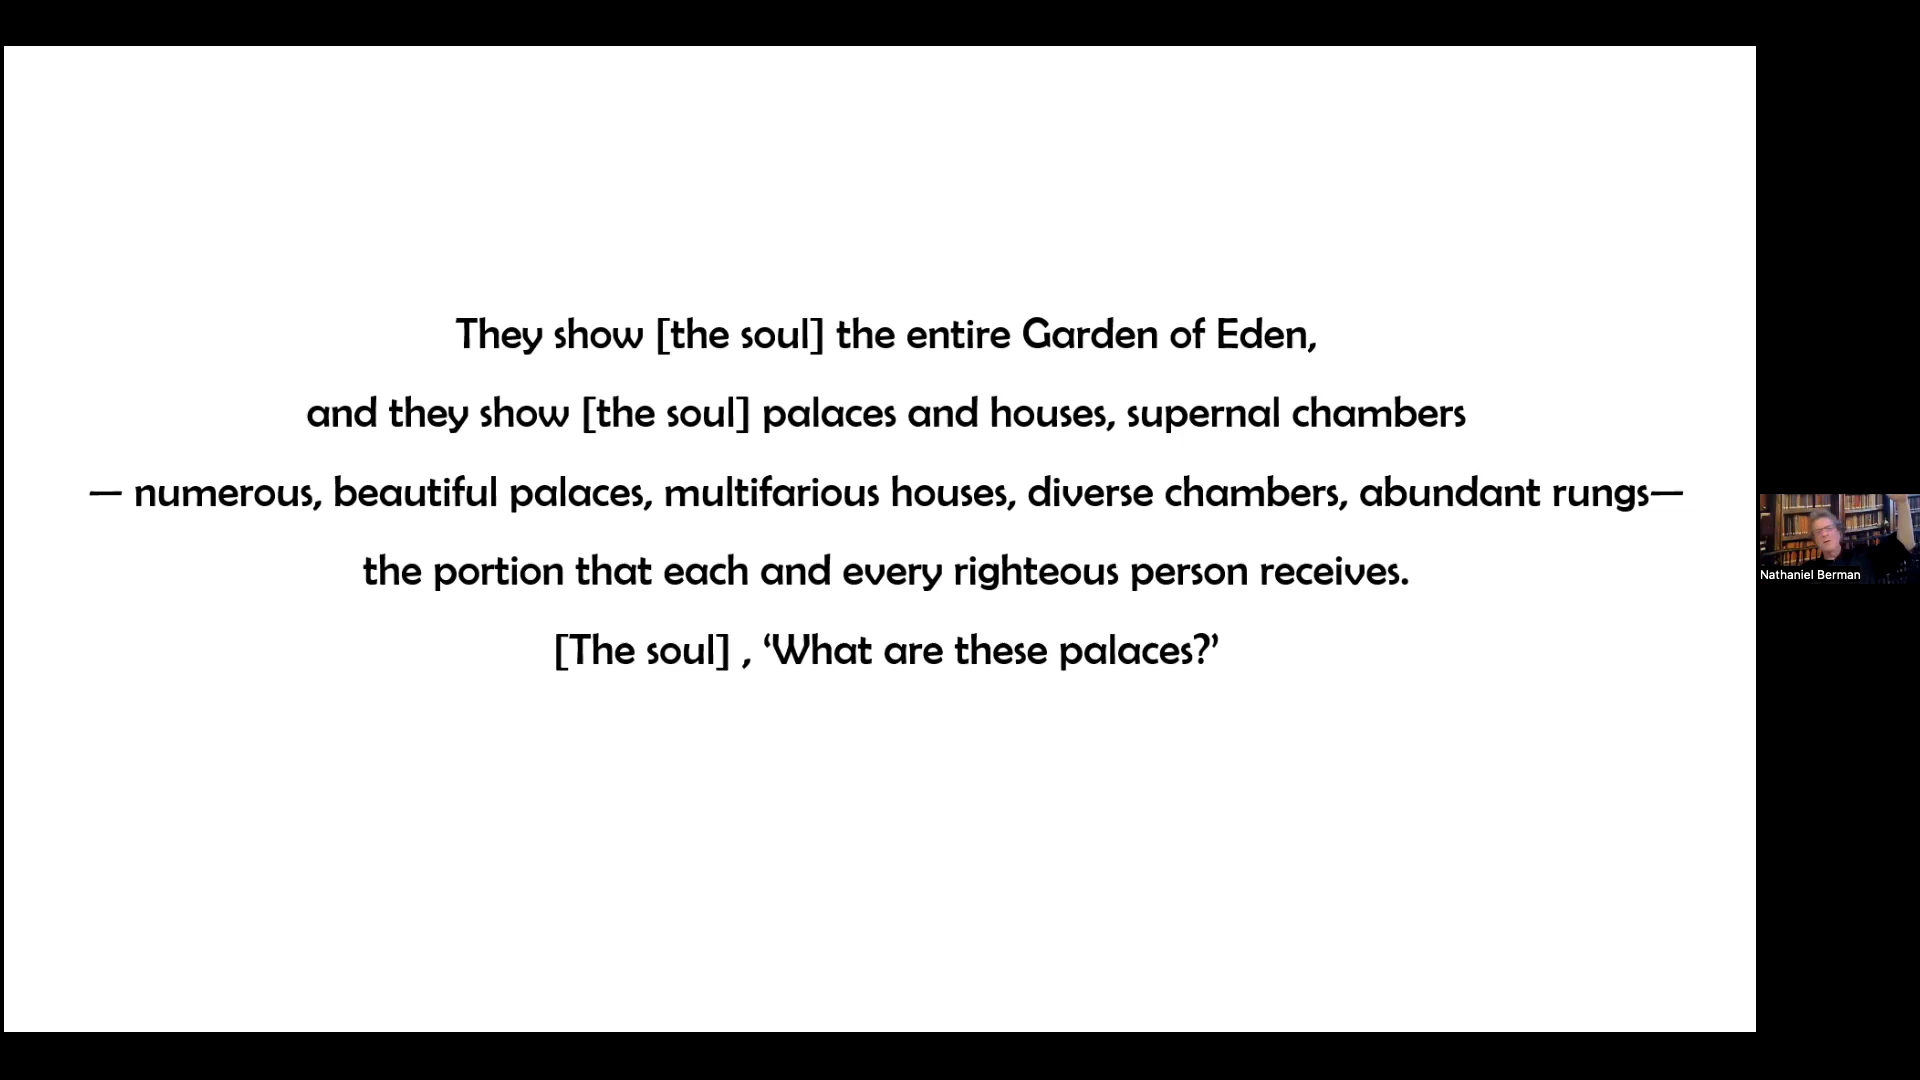 They show [the soul] the entire Garden of Eden,
and they show [the soul] palaces and houses, supernal chambers
— numerous, beautiful palaces, multifarious houses, diverse chambers, abundant rungs—
the portion that each and every righteous person receives.
[The soul] , ‘What are these palaces?’
Nathaniel Berman